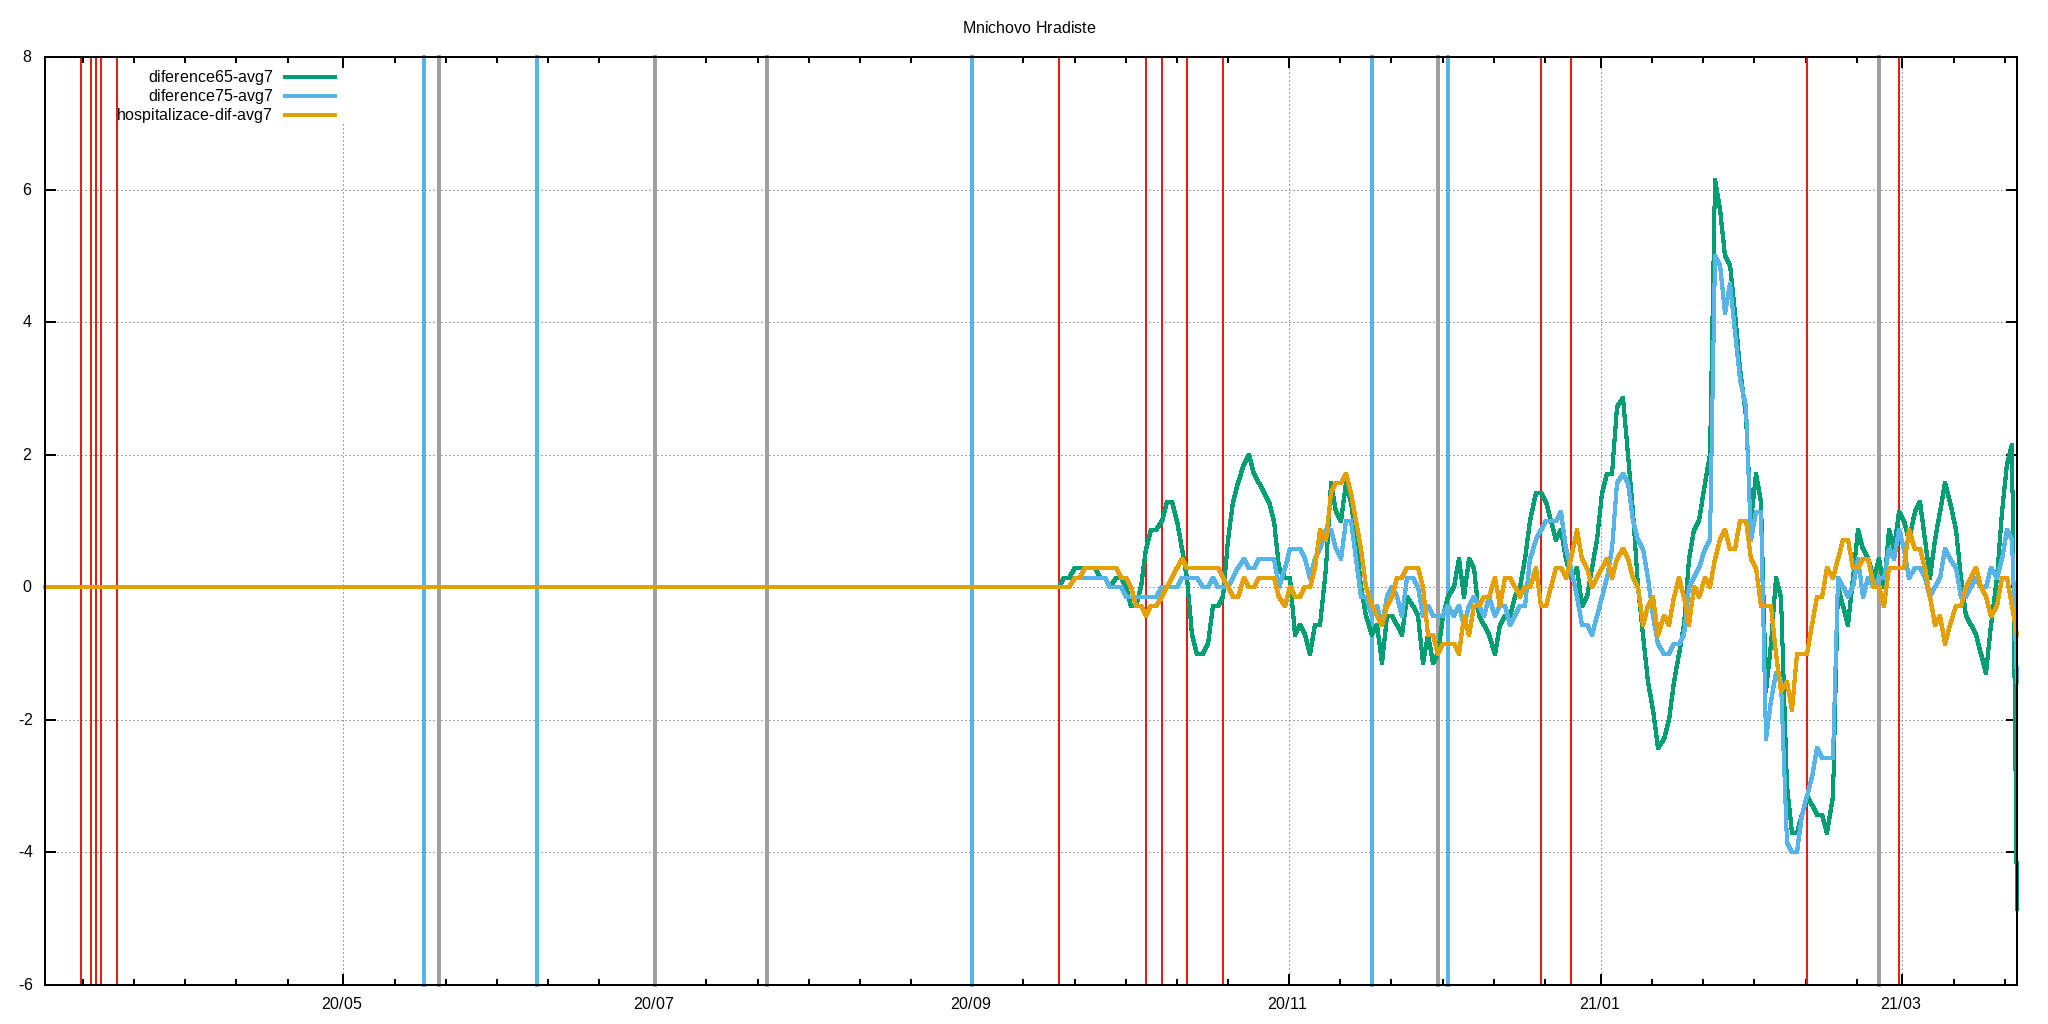 Mnichovo Hradiste
8
6
4
2
0
-2
-4
-6
diference65-avg7
diference75-avg7
hospitalizace-dif-avg7
20/05 20/07 20/09 20/11 21/01 21/03